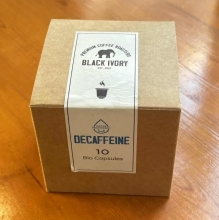 PREMIUM COFFEE ROASTERS
BLACK IVORY
DECAFFEINE
10
Bio Capsules